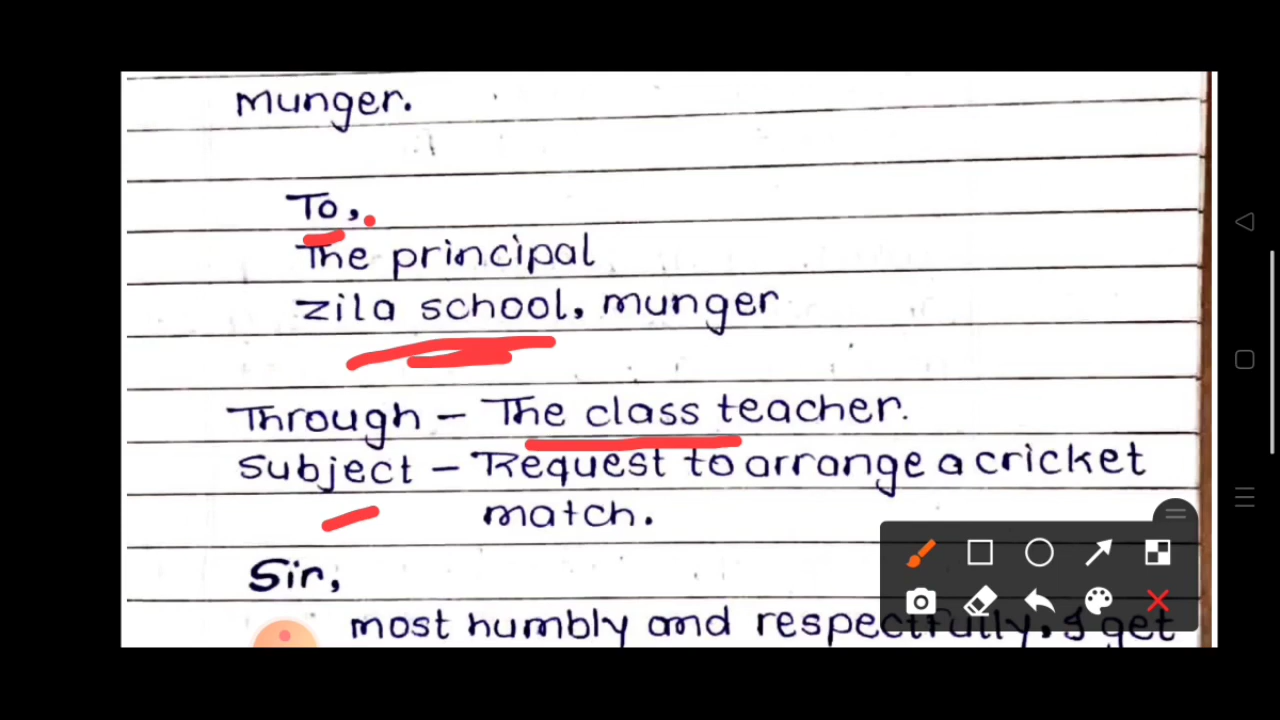 munger.
To,
The principal
Zila school, munger
Through - The class teacher.
Subject - Request to arrange a cricket
match.
Sir,
most humbly and respectfully, I get